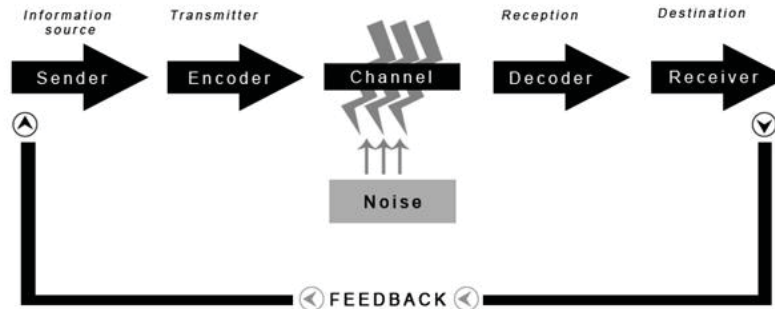 Information
source
Transmitter
Reception
Destination
Sender
Encoder
Channel
Decoder
Receiver
Noise
FEEDBACK